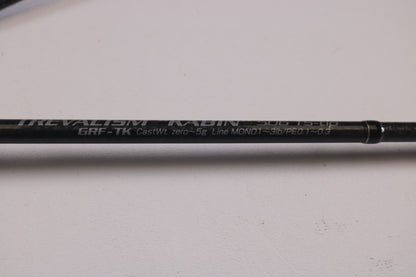 TREVALISM KABIN
GRF-TK CastWt. zero~5g Line MONO1~3lb/PE0.1~0.3